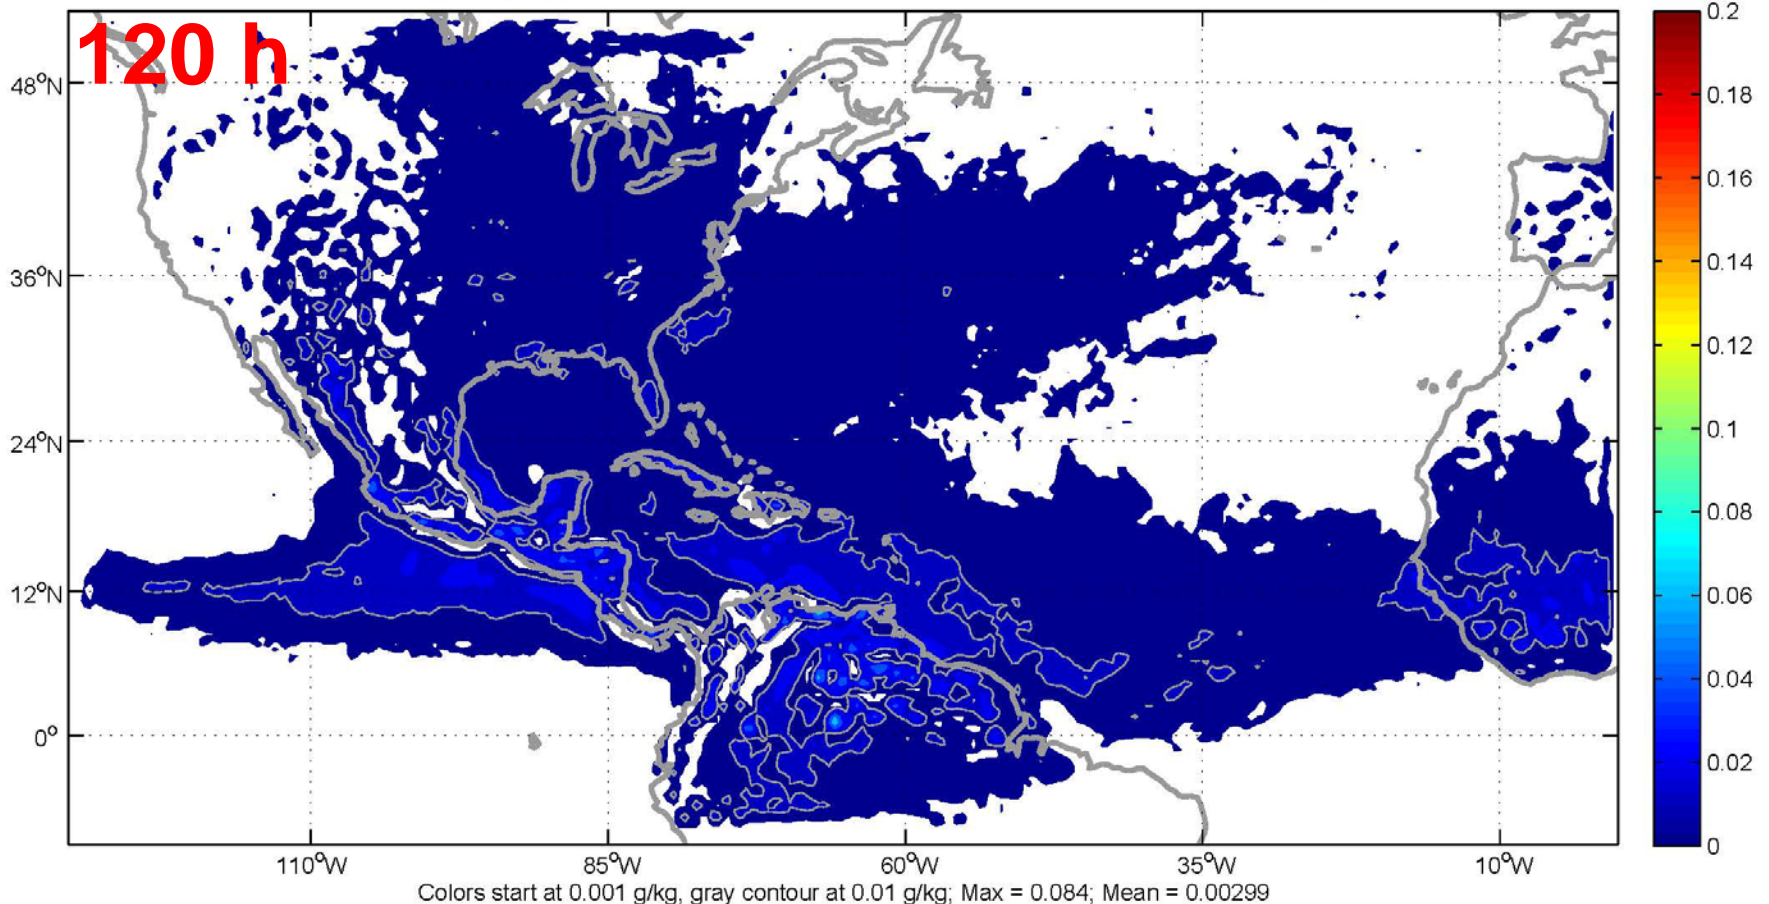 120 h
48°N
36°N
24°N
12°N
0°
110°W
85°W
60°W
35°W
10°W
0.2
0.18
0.16
0.14
0.12
0.1
0.08
0.06
0.04
0.02
0
Colors start at 0.001 g/kg, gray contour at 0.01 g/kg; Max = 0.084; Mean = 0.00299